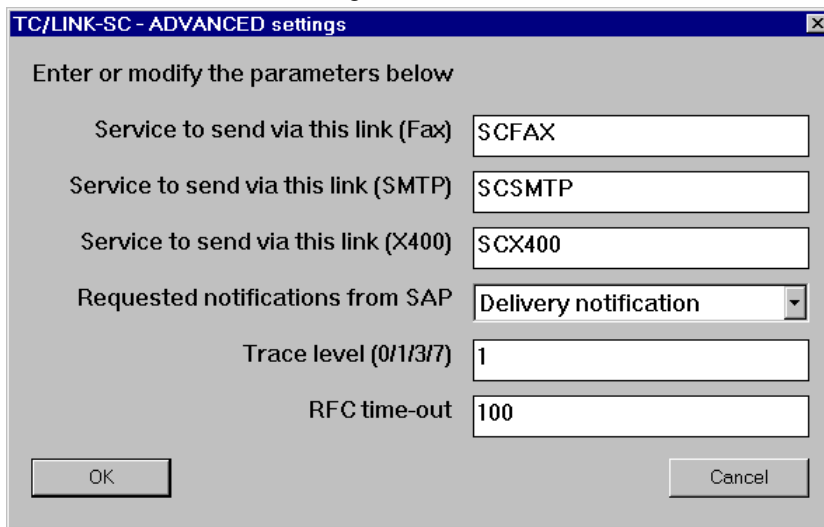 TC/LINK-SC - ADVANCED settings
Enter or modify the parameters below
Service to send via this link (Fax) SCFAX
Service to send via this link (SMTP) SCSMTP
Service to send via this link (X400) SCX400
Requested notifications from SAP Delivery notification
Trace level (0/1/3/7) 1
RFC time-out 100
OK Cancel